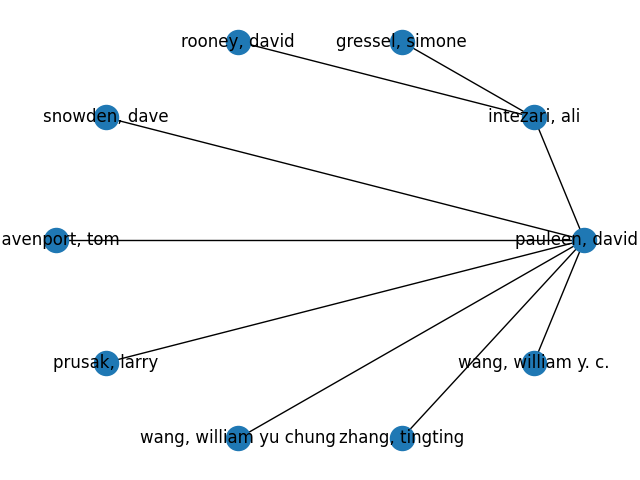 rooney, david
gressel, simone
snowden, dave
intezari, ali
avenport, tom
pauleen, david
prusak, larry
wang, william y. c.
wang, william yu chung
zhang, tingting